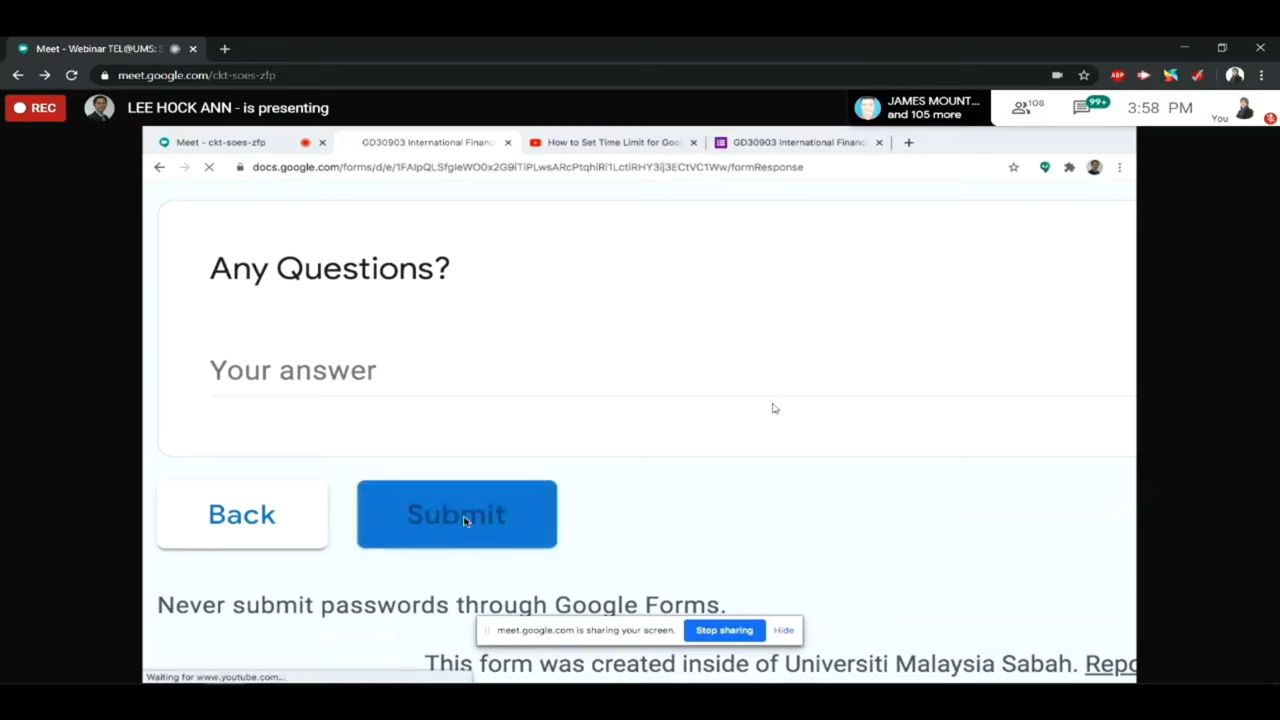 Meet - Webinar TEL@UMS: S
meet.google.com/ckt-soes-zfp
ABP
REC
LEE HOCK ANN - is presenting
JAMES MOUNT...
and 105 more
108
99+
3:58 PM
You
Meet - ckt-soes-zfp
GD30903 International Financ
How to Set Time Limit for Goog
GD30903 International Financi
Any Questions?
Your answer
Back
Submit
Never submit passwords through Google Forms.
meet.google.com is sharing your screen.
Stop sharing
Hide
This form was created inside of Universiti Malaysia Sabah. Repo
Waiting for www.youtube.com...